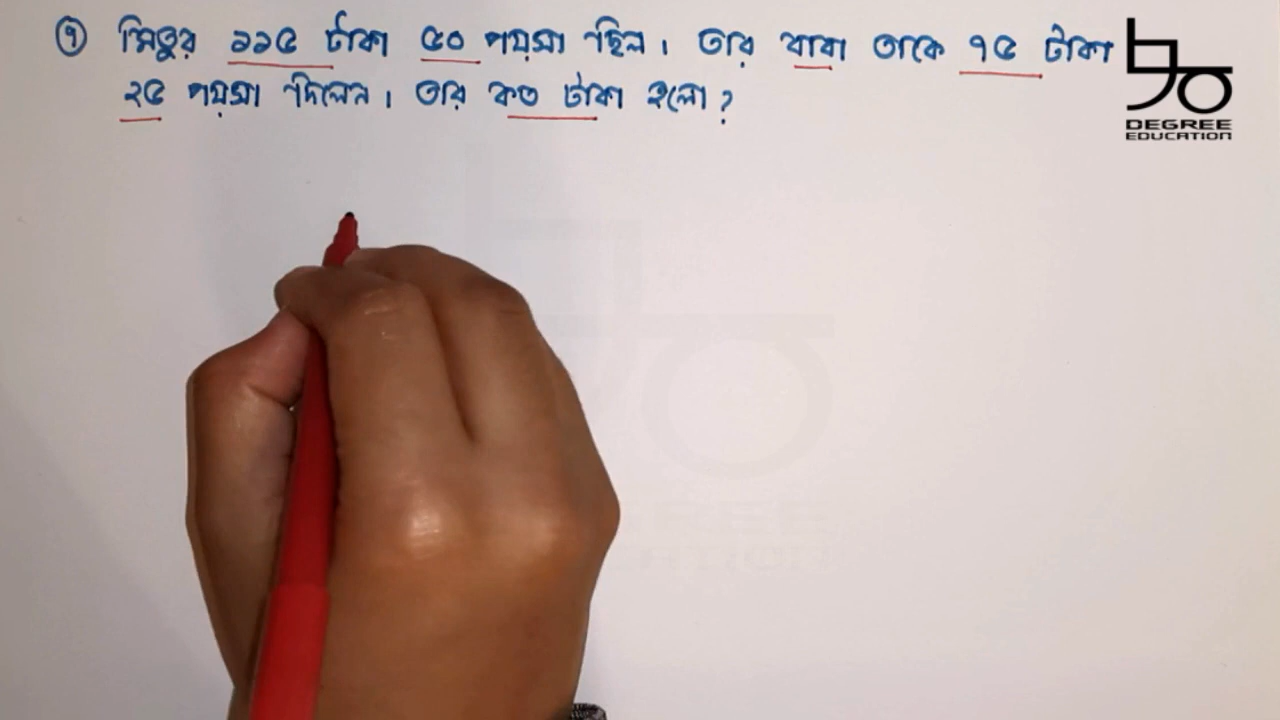 ৭ মিতুর ১১৫ টাকা ৫০ পয়সা ছিল। তার বাবা তাকে ৭৫ টাকা
২৫ পয়সা দিলেন। তার কত টাকা হলো?
DEGREE
EDUCATION